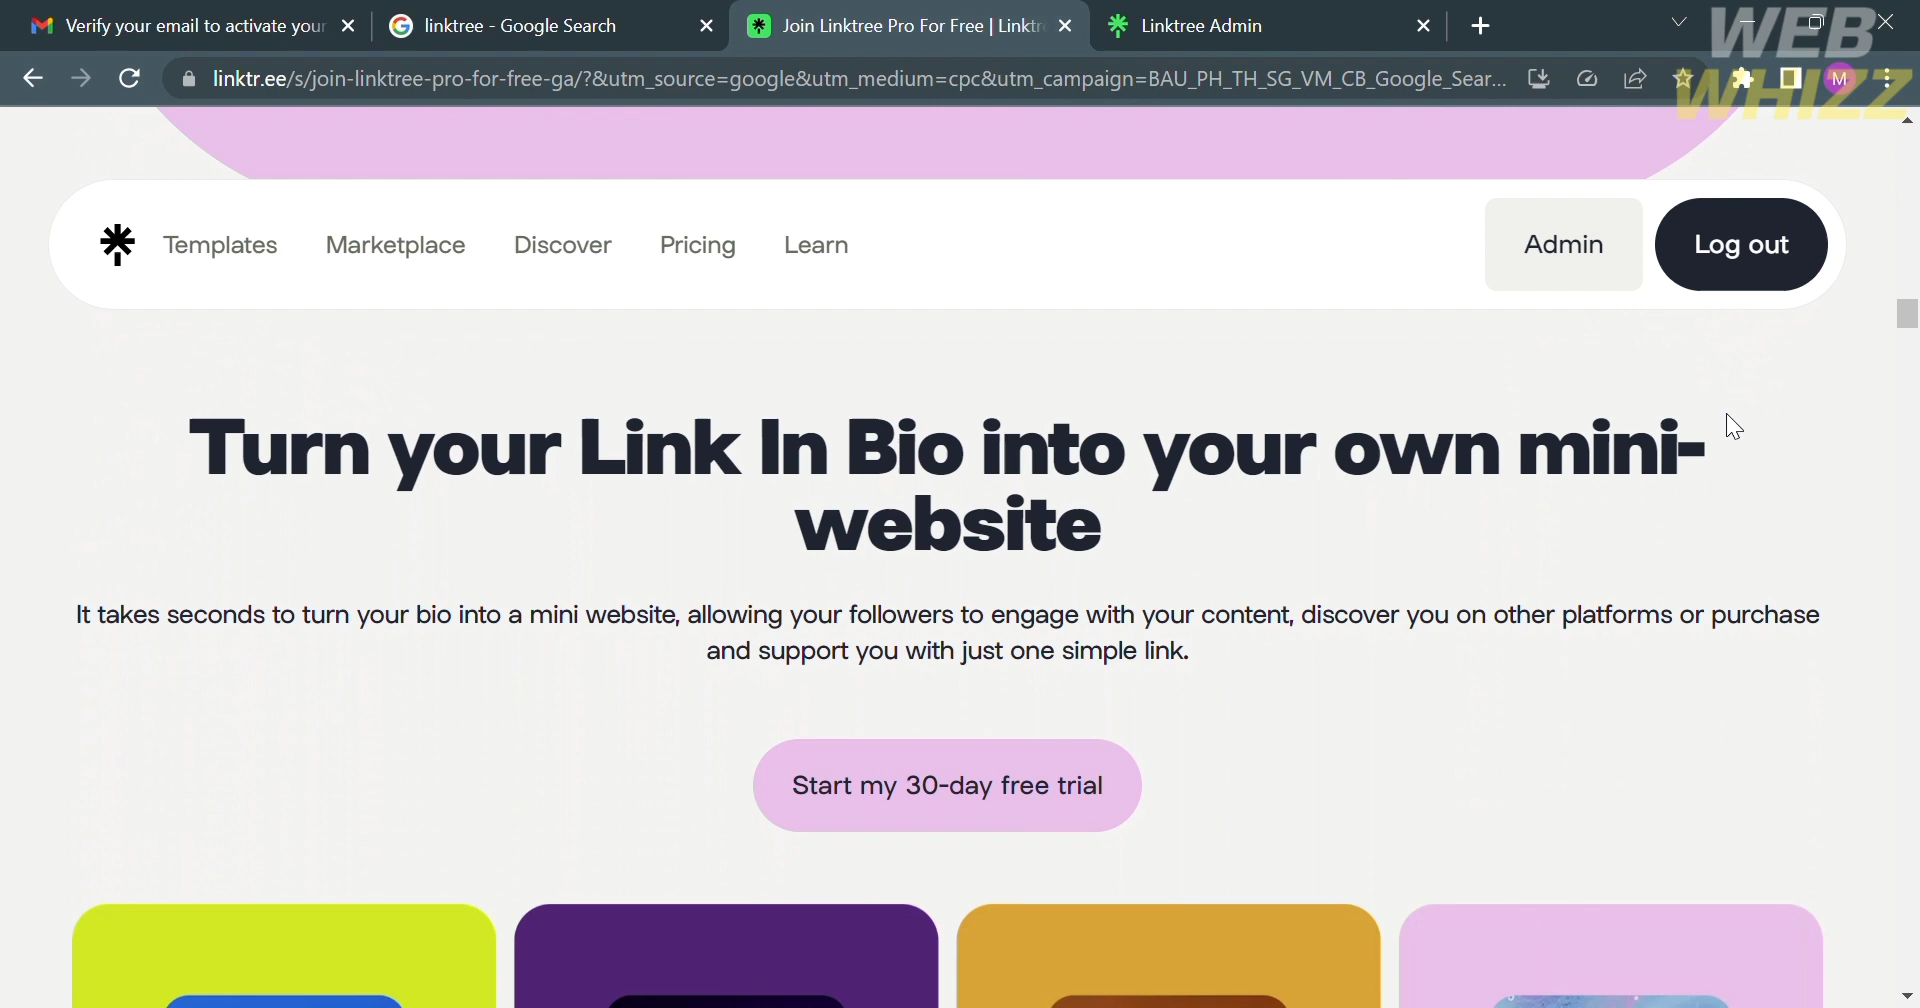 Verify your email to activate your
linktree - Google Search
Join Linktree Pro For Free | Linktre
Linktree Admin
linktr.ee/s/join-linktree-pro-for-free-ga/?&utm_source=google&utm_medium=cpc&utm_campaign=BAU_PH_TH_SG_VM_CB_Google_Sear...
M
WEB
WHIZZ
Templates
Marketplace
Discover
Pricing
Learn
Admin
Log out
Turn your Link In Bio into your own mini-
website
It takes seconds to turn your bio into a mini website, allowing your followers to engage with your content, discover you on other platforms or purchase
and support you with just one simple link.
Start my 30-day free trial